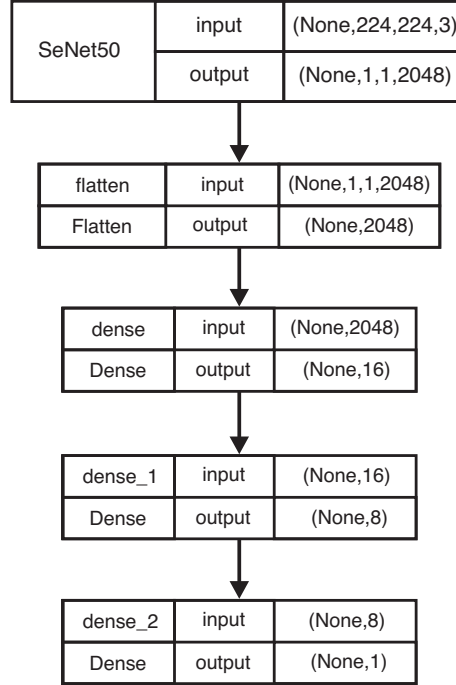 SeNet50 input (None,224,224,3)
output (None,1,1,2048)
flatten input (None,1,1,2048)
Flatten output (None,2048)
dense input (None,2048)
Dense output (None,16)
dense_1 input (None,16)
Dense output (None,8)
dense_2 input (None,8)
Dense output (None,1)